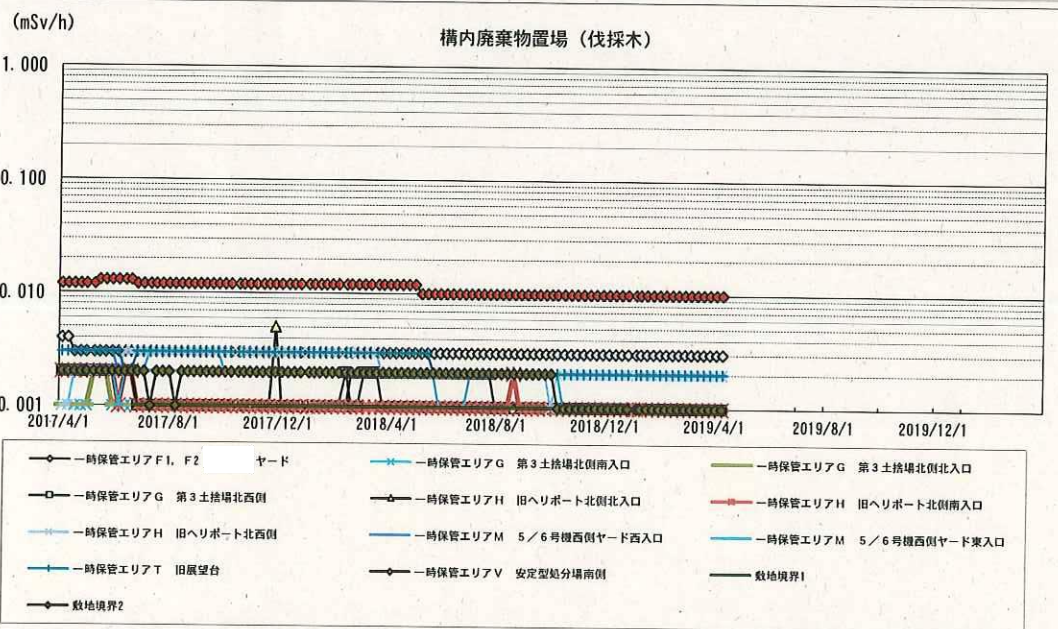 (mSv/h)
構内廃棄物置場（伐採木）
1.000
0.100
0.010
0.001
2017/4/1 2017/8/1 2017/12/1 2018/4/1 2018/8/1 2018/12/1 2019/4/1 2019/8/1 2019/12/1
一時保管エリアF1, F2 ヤード 一時保管エリアG 第3土捨場北側南入口 一時保管エリアG 第3土捨場北側北入口
一時保管エリアG 第3土捨場北西側 一時保管エリアH 旧ヘリポート北側北入口 一時保管エリアH 旧ヘリポート北側南入口
一時保管エリアH 旧ヘリポート北西側 一時保管エリアM 5／6号機西側ヤード西入口 一時保管エリアM 5／6号機西側ヤード東入口
一時保管エリアT 旧展望台 一時保管エリアV 安定型処分場南側 敷地境界1
敷地境界2